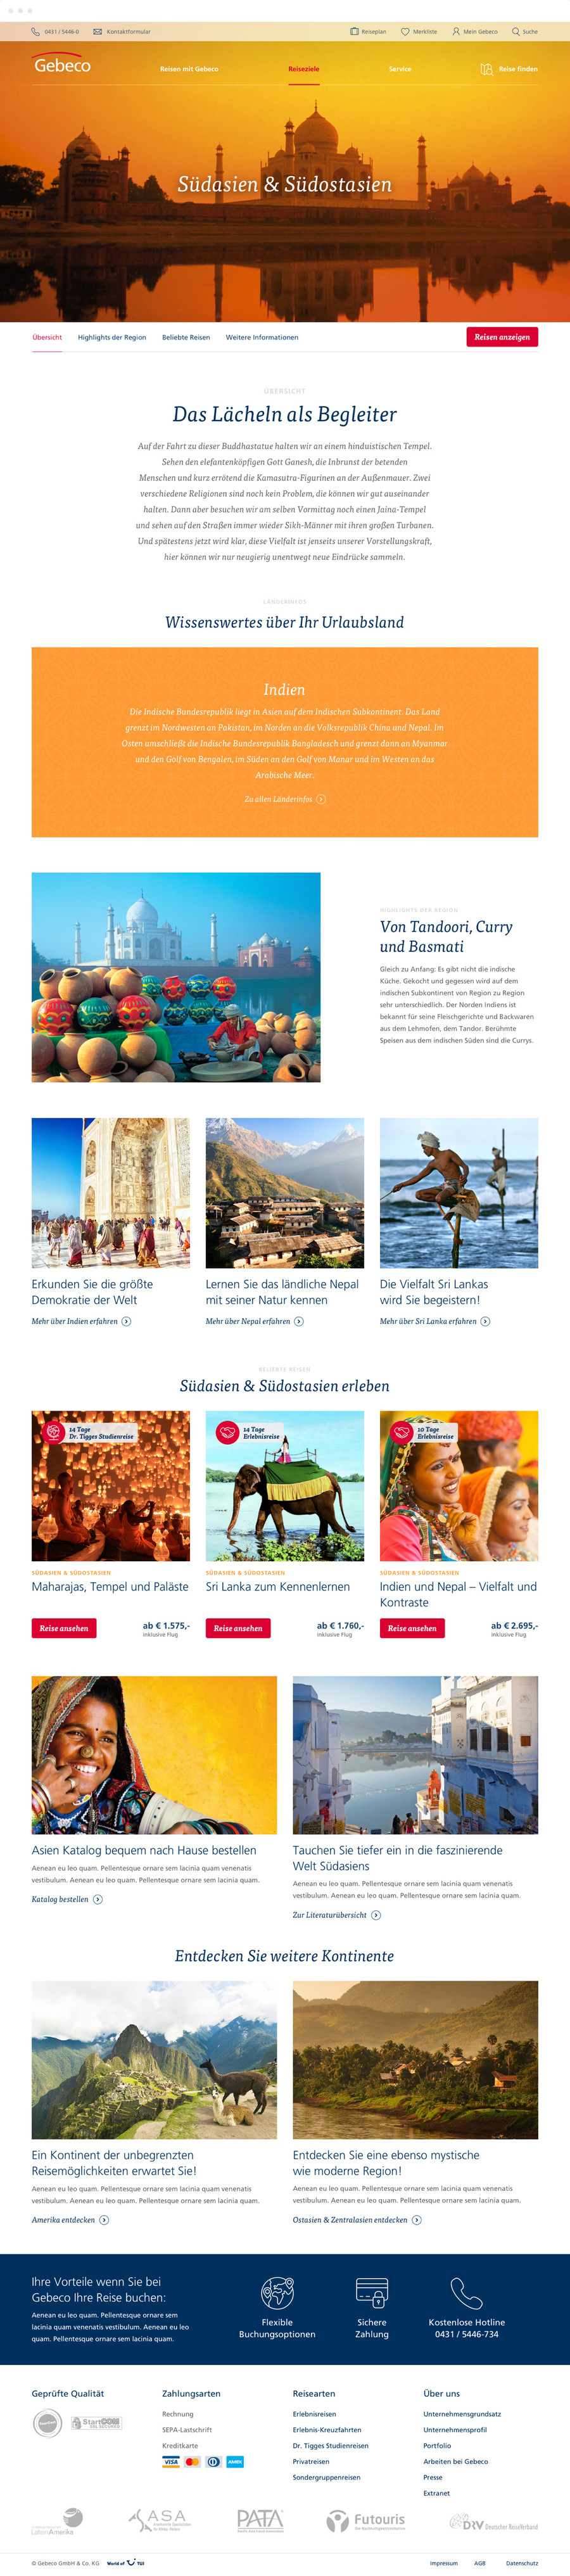 0431 / 5446-0
Kontaktformular
Reiseplan
Merkliste
Mein Gebeco
Suche
Gebeco
Reisen mit Gebeco
Reiseziele
Service
Reise finden
Südasien & Südostasien
Übersicht
Highlights der Region
Beliebte Reisen
Weitere Informationen
Reisen anzeigen
ÜBERSICHT
Das Lächeln als Begleiter
Auf der Fahrt zu dieser Buddhastatue halten wir an einem hinduistischen Tempel.
Sehen den elefantenköpfigen Gott Ganesh, die Inbrunst der betenden
Menschen und kurz errötend die Kamasutra-Figurinen an der Außenmauer. Zwei
verschiedene Religionen sind noch kein Problem, die können wir gut auseinander
halten. Dann aber besuchen wir am selben Vormittag noch einen Jaina-Tempel
und sehen auf den Straßen immer wieder Sikh-Männer mit ihren großen Turbanen.
Und spätestens jetzt wird klar, diese Vielfalt ist jenseits unserer Vorstellungskraft,
hier können wir nur neugierig unentwegt neue Eindrücke sammeln.
LÄNDERINFOS
Wissenswertes über Ihr Urlaubsland
Indien
Die Indische Bundesrepublik liegt in Asien auf dem Indischen Subkontinent. Das Land
grenzt im Nordwesten an Pakistan, im Norden an die Volksrepublik China und Nepal. Im
Osten umschließt die Indische Bundesrepublik Bangladesch und grenzt dann an Myanmar
und den Golf von Bengalen, im Süden an den Golf von Manar und im Westen an das
Arabische Meer.
Zu allen Länderinfos
HIGHLIGHTS DER REGION
Von Tandoori, Curry
und Basmati
Gleich zu Anfang: Es gibt nicht die indische
Küche. Gekocht und gegessen wird auf dem
indischen Subkontinent von Region zu Region
sehr unterschiedlich. Der Norden Indiens ist
bekannt für seine Fleischgerichte und Backwaren
aus dem Lehmofen, dem Tandor. Berühmte
Speisen aus dem indischen Süden sind die Currys.
Erkunden Sie die größte
Demokratie der Welt
Mehr über Indien erfahren
Lernen Sie das ländliche Nepal
mit seiner Natur kennen
Mehr über Nepal erfahren
Die Vielfalt Sri Lankas
wird Sie begeistern!
Mehr über Sri Lanka erfahren
BELIEBTE REISEN
Südasien & Südostasien erleben
14 Tage
Dr. Tigges Studienreise
14 Tage
Erlebnisreise
10 Tage
Erlebnisreise
SÜDASIEN & SÜDOSTASIEN
Maharajas, Tempel und Paläste
Reise ansehen
ab € 1.575,-
inklusive Flug
SÜDASIEN & SÜDOSTASIEN
Sri Lanka zum Kennenlernen
Reise ansehen
ab € 1.760,-
inklusive Flug
SÜDASIEN & SÜDOSTASIEN
Indien und Nepal – Vielfalt und
Kontraste
Reise ansehen
ab € 2.695,-
inklusive Flug
Asien Katalog bequem nach Hause bestellen
Aenean eu leo quam. Pellentesque ornare sem lacinia quam venenatis
vestibulum. Aenean eu leo quam. Pellentesque ornare sem lacinia quam.
Katalog bestellen
Tauchen Sie tiefer ein in die faszinierende
Welt Südasiens
Aenean eu leo quam. Pellentesque ornare sem lacinia quam venenatis
vestibulum. Aenean eu leo quam. Pellentesque ornare sem lacinia quam.
Zur Literaturübersicht
Entdecken Sie weitere Kontinente
Ein Kontinent der unbegrenzten
Reisemöglichkeiten erwartet Sie!
Aenean eu leo quam. Pellentesque ornare sem lacinia quam venenatis
vestibulum. Aenean eu leo quam. Pellentesque ornare sem lacinia quam.
Amerika entdecken
Entdecken Sie eine ebenso mystische
wie moderne Region!
Aenean eu leo quam. Pellentesque ornare sem lacinia quam venenatis
vestibulum. Aenean eu leo quam. Pellentesque ornare sem lacinia quam.
Ostasien & Zentralasien entdecken
Ihre Vorteile wenn Sie bei
Gebeco Ihre Reise buchen:
Aenean eu leo quam. Pellentesque ornare sem
lacinia quam venenatis vestibulum. Aenean eu leo
quam. Pellentesque ornare sem lacinia quam.
Flexible
Buchungsoptionen
Sichere
Zahlung
Kostenlose Hotline
0431 / 5446-734
Geprüfte Qualität
Zahlungsarten
Rechnung
SEPA-Lastschrift
Kreditkarte
VISA
AMEX
Reisearten
Erlebnisreisen
Erlebnis-Kreuzfahrten
Dr. Tigges Studienreisen
Privatreisen
Sondergruppenreisen
Über uns
Unternehmensgrundsatz
Unternehmensprofil
Portfolio
Arbeiten bei Gebeco
Presse
Extranet
Lateinamerika
ASA
PATA
Futouris
DRV Deutscher ReiseVerband
© Gebeco GmbH & Co. KG
World of TUI
Impressum
AGB
Datenschutz